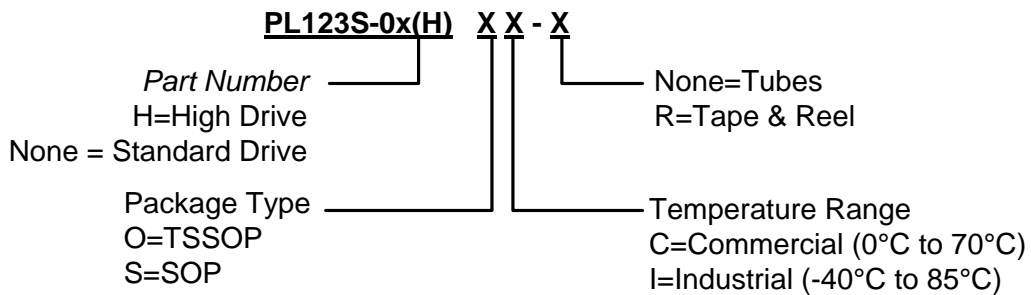 PL123S-0x(H) X X - X
Part Number
H=High Drive
None = Standard Drive
None=Tubes
R=Tape & Reel
Package Type
O=TSSOP
S=SOP
Temperature Range
C=Commercial (0°C to 70°C)
I=Industrial (-40°C to 85°C)